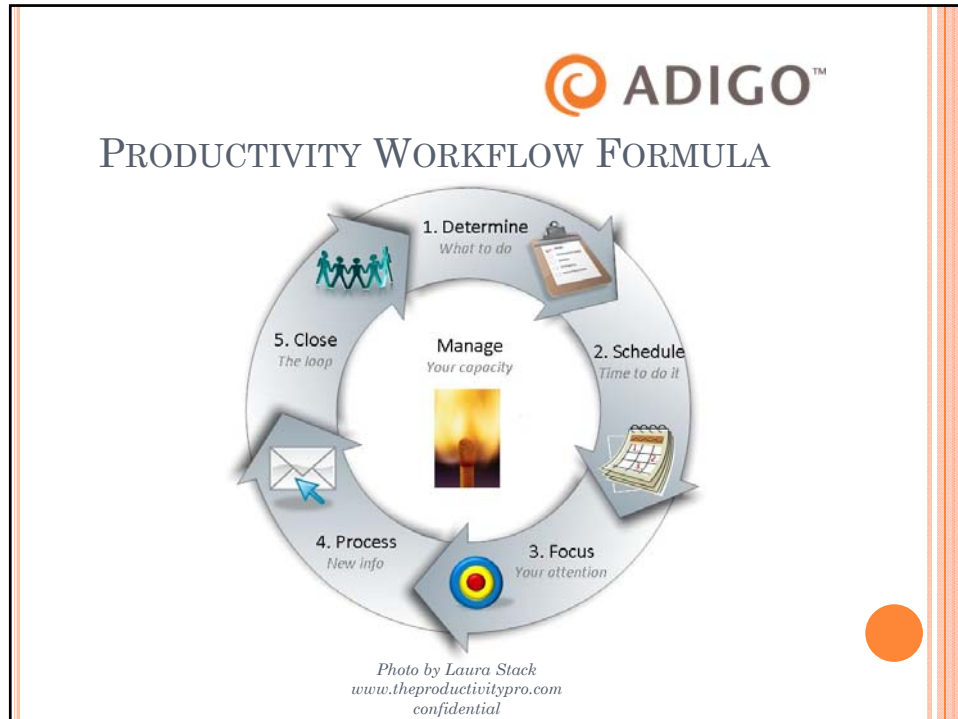 ADIGO™
PRODUCTIVITY WORKFLOW FORMULA
1. Determine
What to do
2. Schedule
Time to do it
3. Focus
Your attention
4. Process
New info
5. Close
The loop
Manage
Your capacity
Photo by Laura Stack
www.theproductivitypro.com
confidential